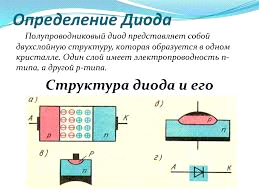 Определение Диода
Полупроводниковый диод представляет собой
двухслойную структуру, которая образуется в одном
кристалле. Один слой имеет электропроводность n-
типа, а другой p-типа.
Структура диода и его
а) б)
A p n K
p
n
в) г)
P
n
A K